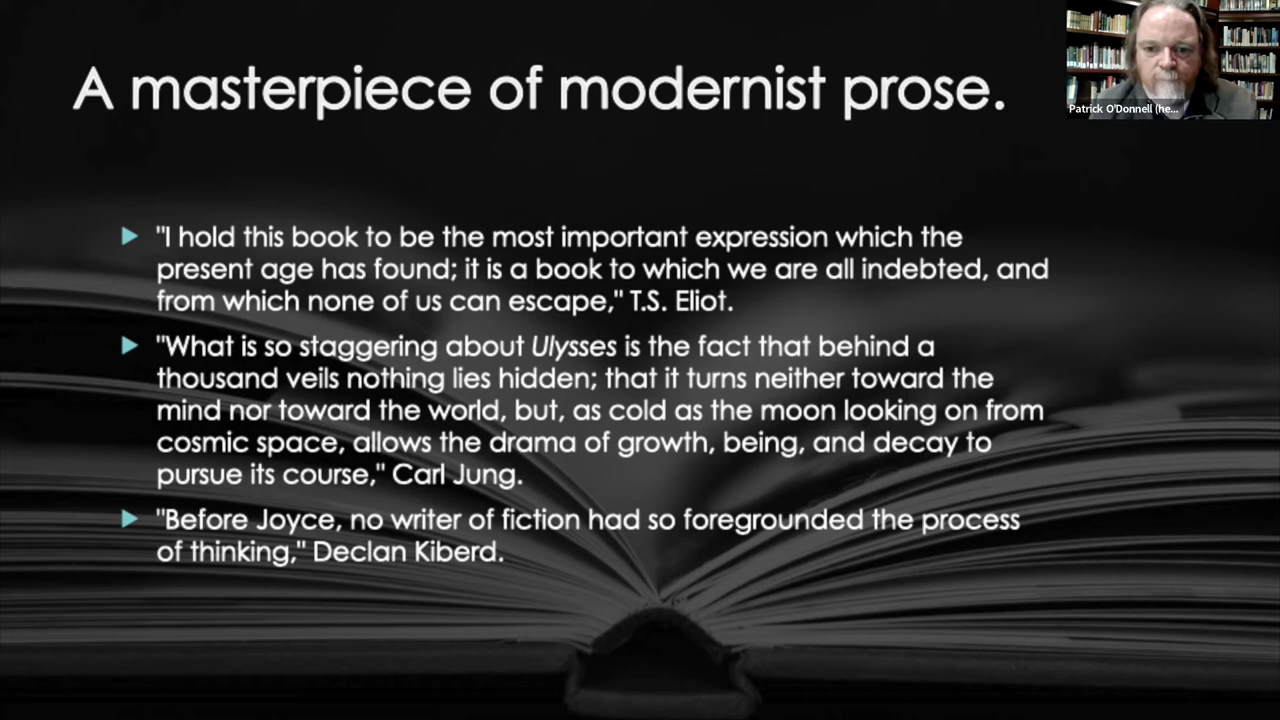 A masterpiece of modernist prose.
Patrick O'Donnell (he...
"I hold this book to be the most important expression which the
present age has found; it is a book to which we are all indebted, and
from which none of us can escape," T.S. Eliot.
"What is so staggering about Ulysses is the fact that behind a
thousand veils nothing lies hidden; that it turns neither toward the
mind nor toward the world, but, as cold as the moon looking on from
cosmic space, allows the drama of growth, being, and decay to
pursue its course," Carl Jung.
"Before Joyce, no writer of fiction had so foregrounded the process
of thinking," Declan Kiberd.